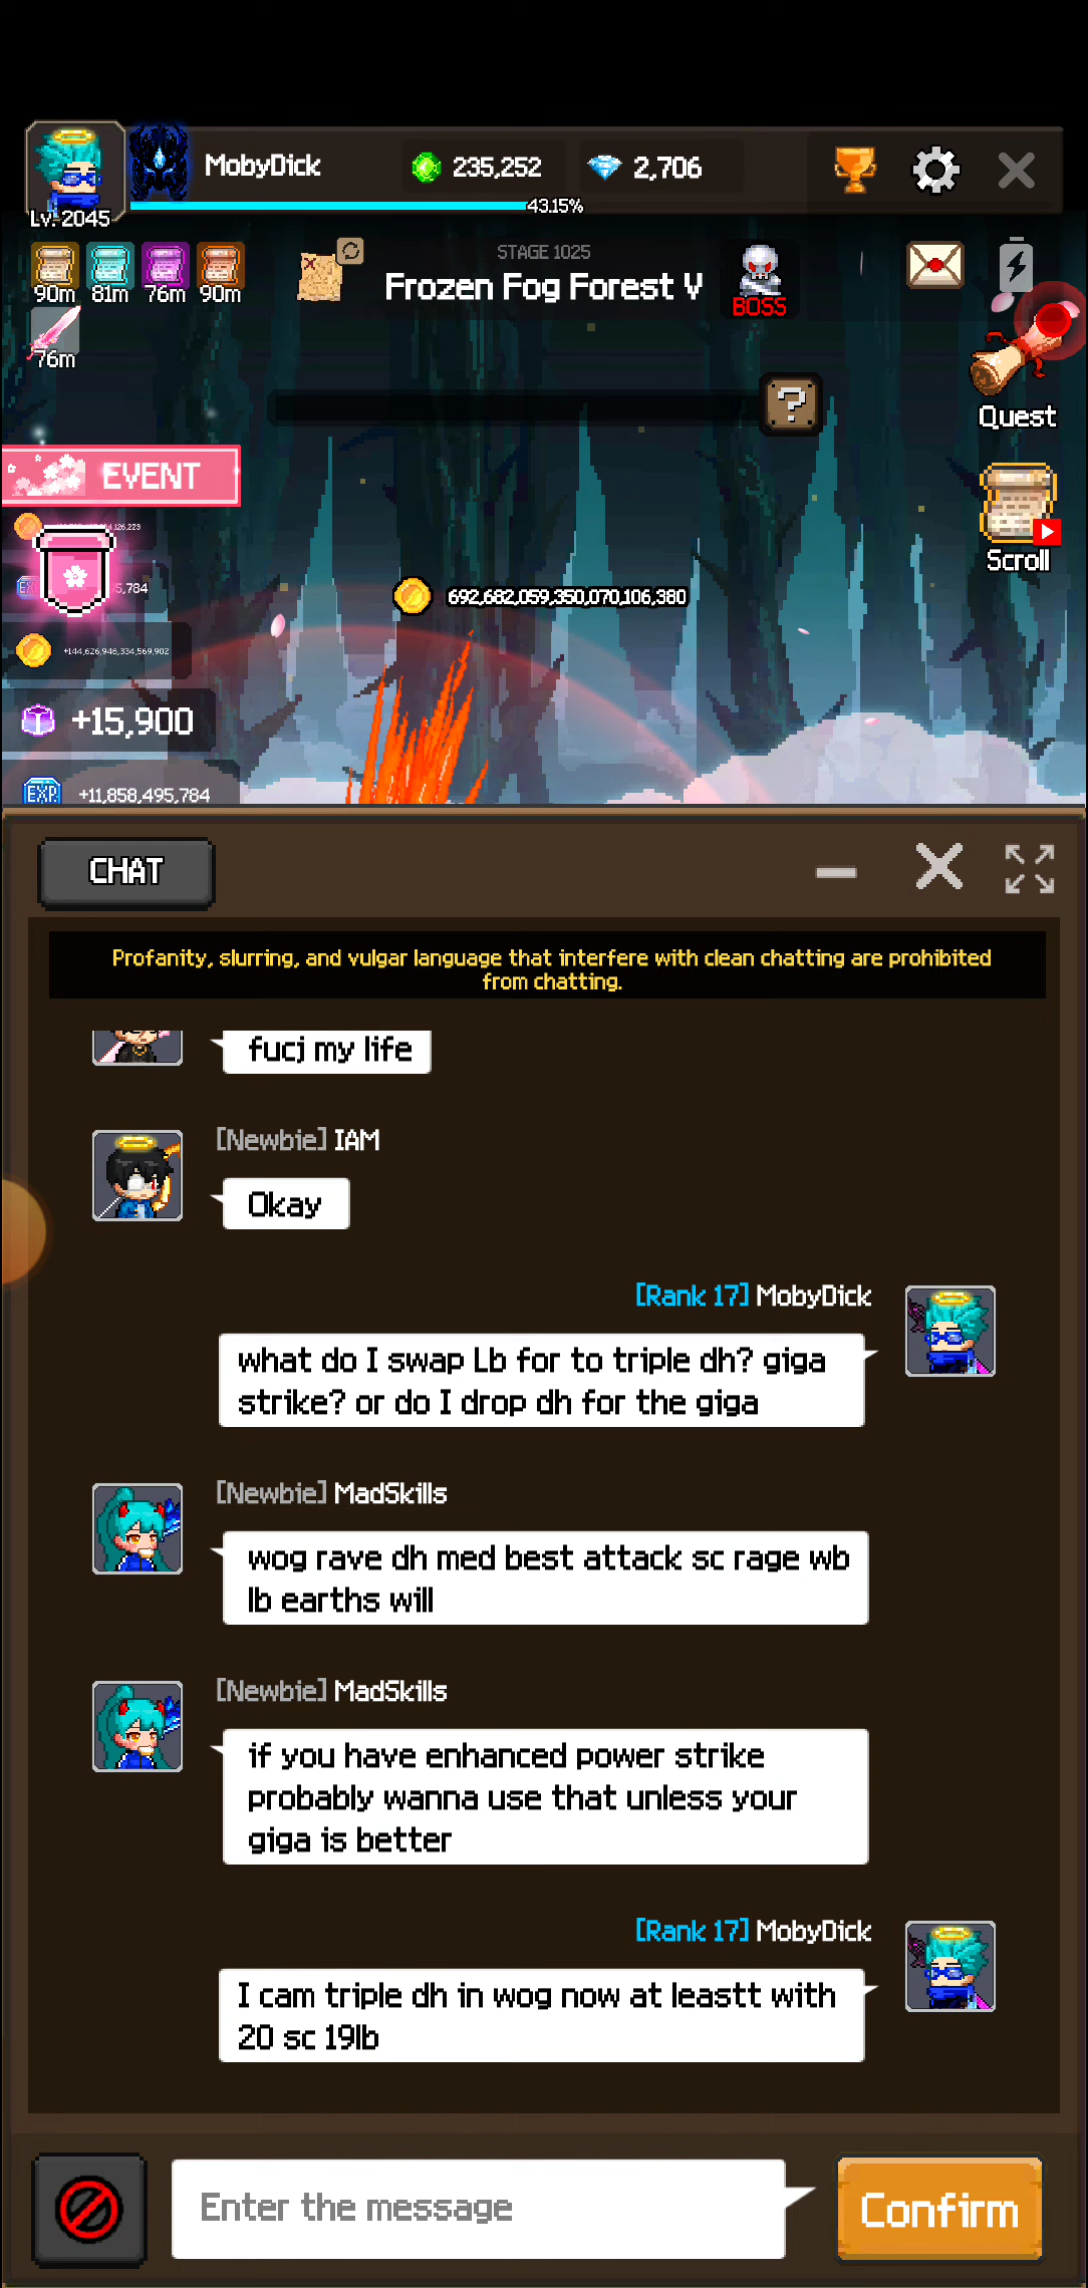 MobyDick
235,252
2,706
Lv. 2045
43.15%
90m
81m
76m
90m
STAGE 1025
Frozen Fog Forest V
BOSS
76m
?
Quest
EVENT
Scroll
5,784
692,682,059,350,070,106,380
+144,626,946,334,569,902
+15,900
EXP
+11,858,495,784
CHAT
Profanity, slurring, and vulgar language that interfere with clean chatting are prohibited
from chatting.
fucj my life
[Newbie] IAM
Okay
[Rank 17] MobyDick
what do I swap Lb for to triple dh? giga
strike? or do I drop dh for the giga
[Newbie] MadSkills
wog rave dh med best attack sc rage wb
lb earths will
[Newbie] MadSkills
if you have enhanced power strike
probably wanna use that unless your
giga is better
[Rank 17] MobyDick
I cam triple dh in wog now at leastt with
20 sc 19lb
Enter the message
Confirm